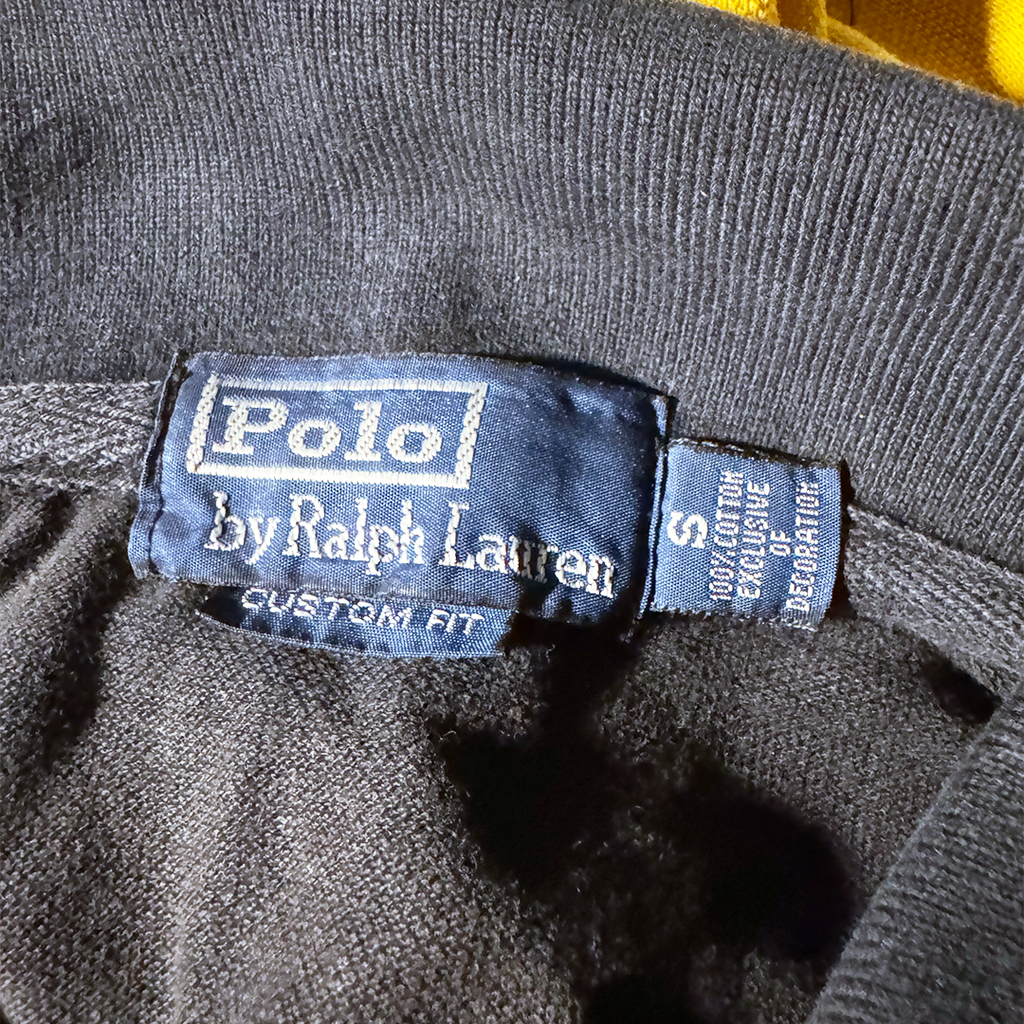 Polo
by Ralph Lauren
CUSTOM FIT
S
100% COTTON
EXCLUSIVE
OF
DECORATION